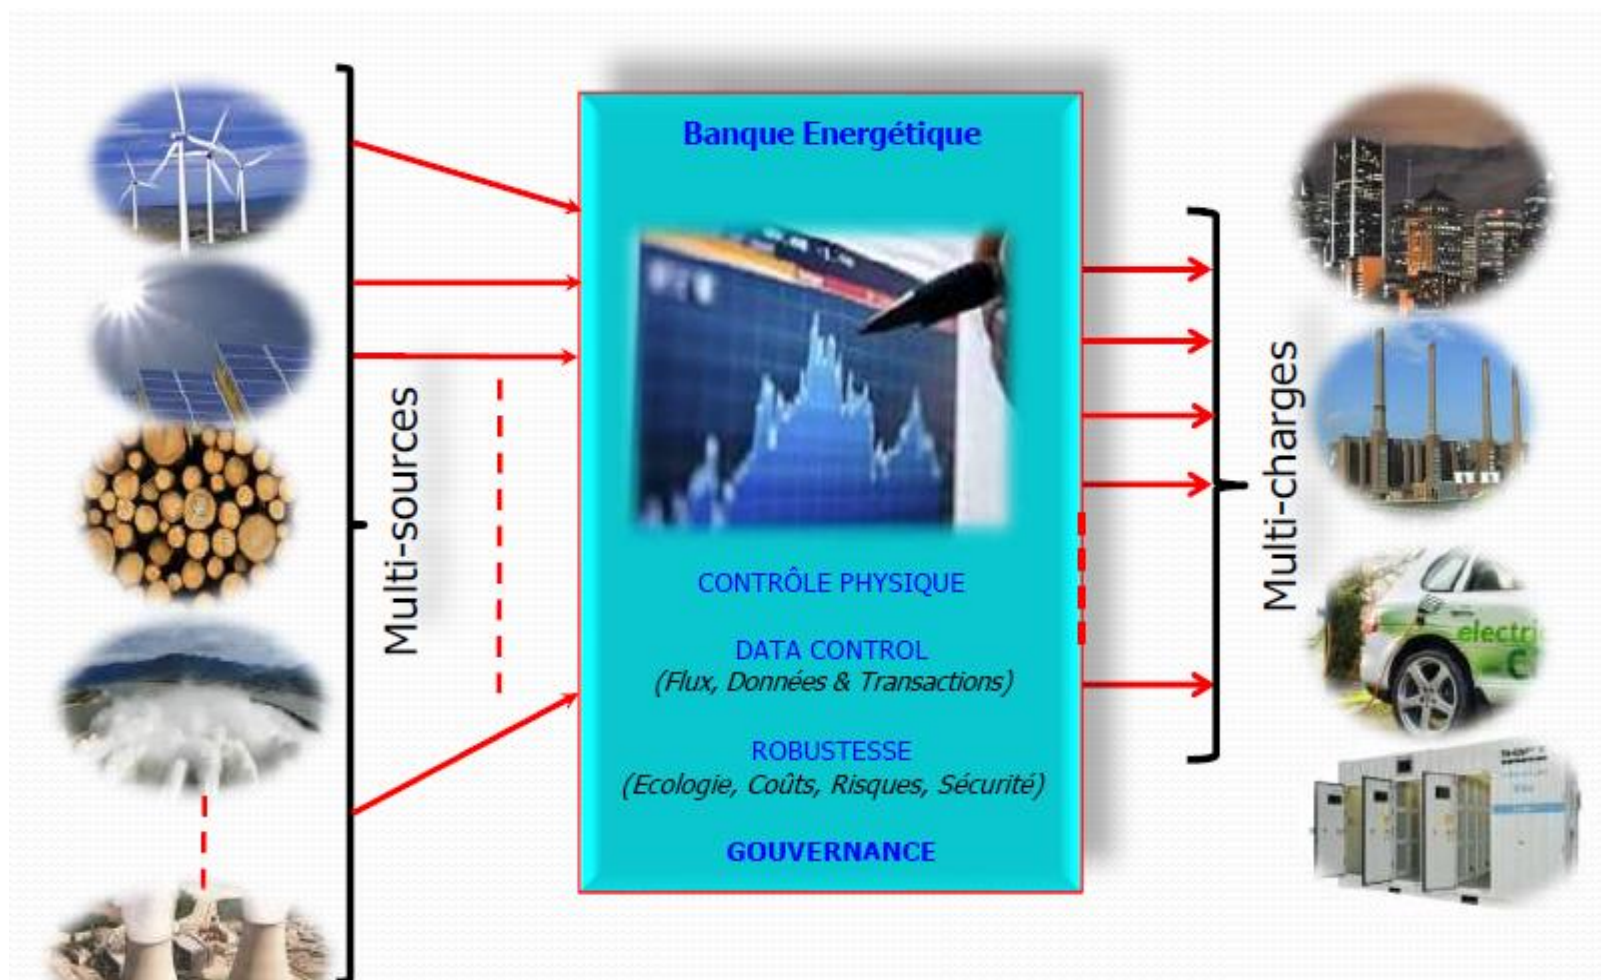 Banque Energétique
Multi-sources
Multi-charges
CONTRÔLE PHYSIQUE
DATA CONTROL
(Flux, Données & Transactions)
ROBUSTESSE
(Ecologie, Coûts, Risques, Sécurité)
GOUVERNANCE
electri